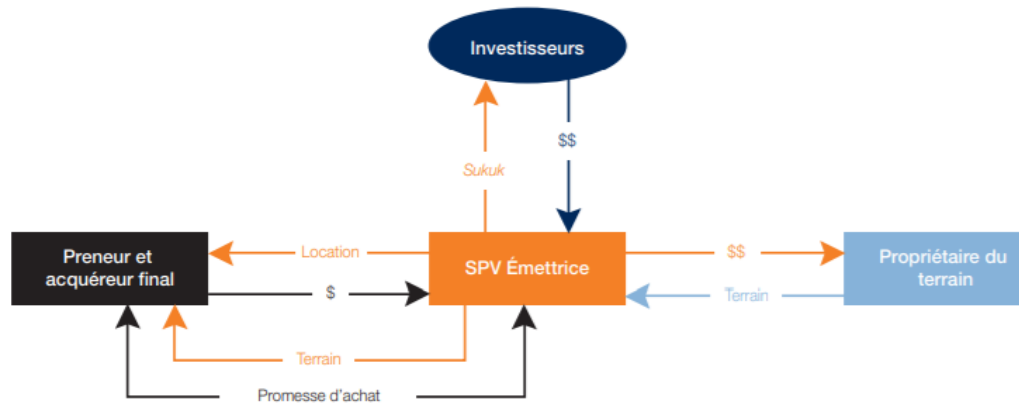 Investisseurs
$$
Sukuk
Preneur et
acquéreur final
Location
$
SPV Émettrice
$$
Terrain
Propriétaire du
terrain
Terrain
Promesse d'achat